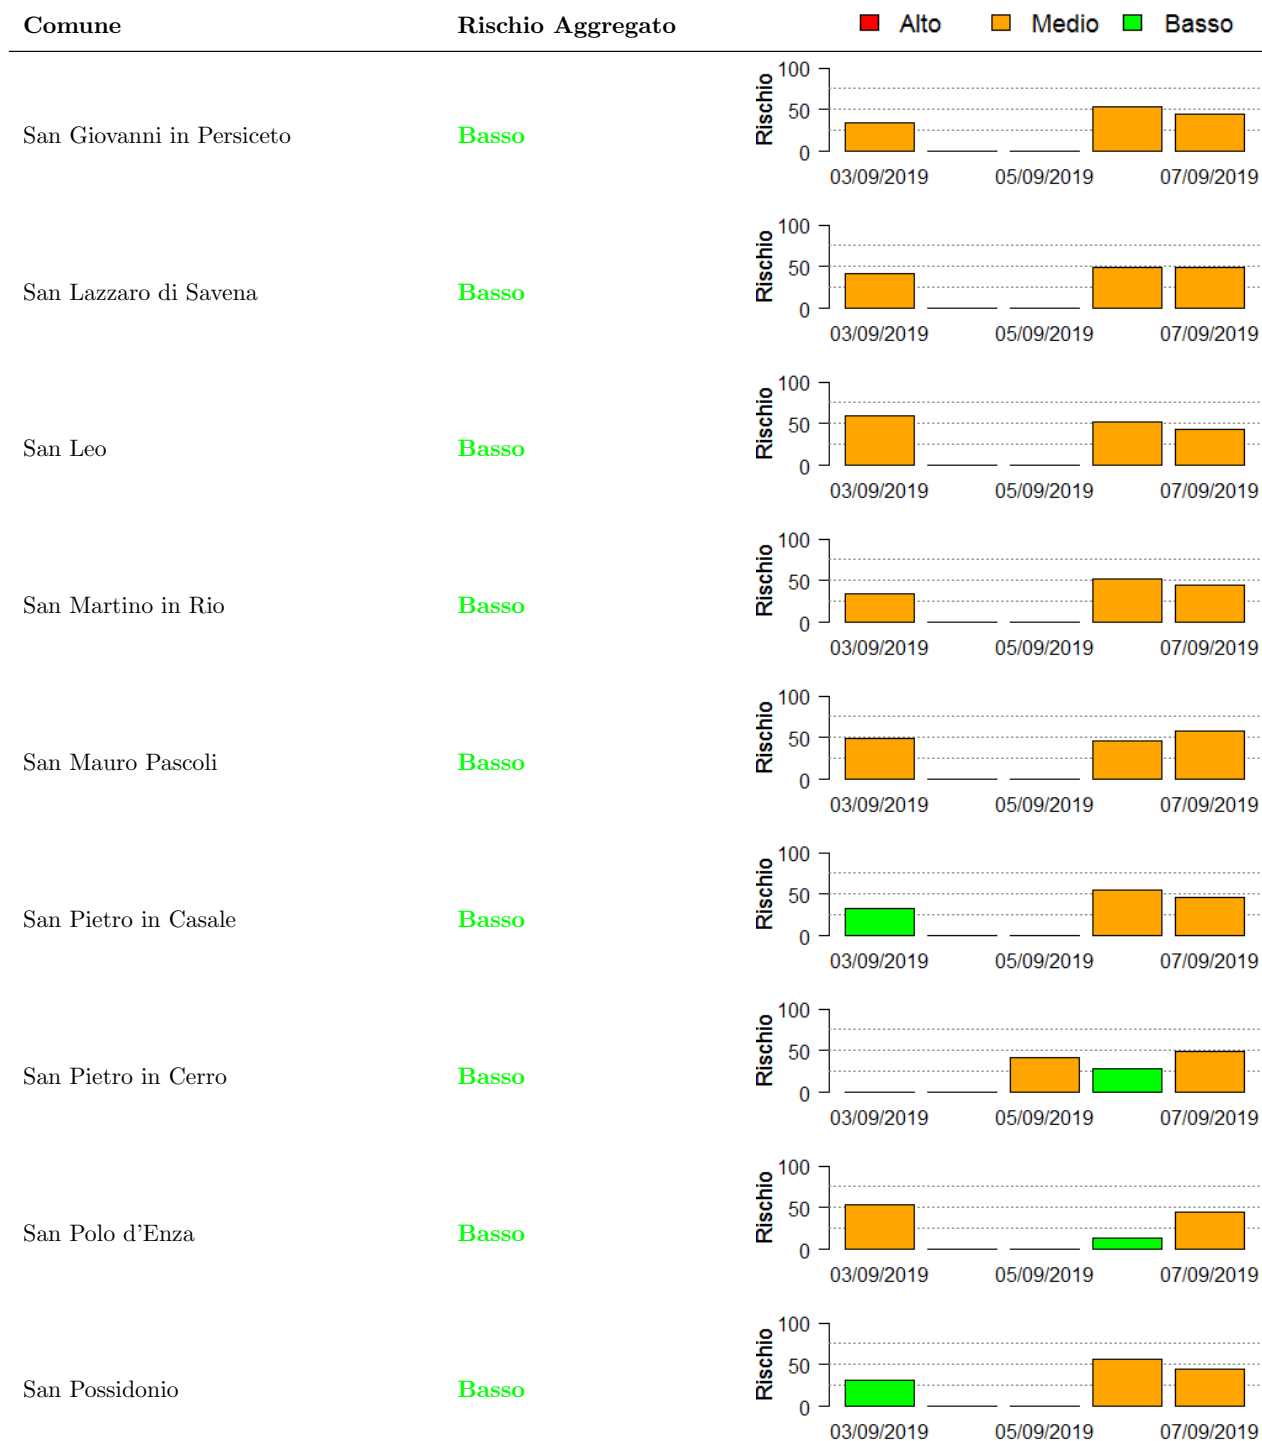 Comune Rischio Aggregato Alto Medio Basso
100
50
0
Rischio
San Giovanni in Persiceto Basso
03/09/2019 05/09/2019 07/09/2019
100
50
0
Rischio
San Lazzaro di Savena Basso
03/09/2019 05/09/2019 07/09/2019
100
50
0
Rischio
San Leo Basso
03/09/2019 05/09/2019 07/09/2019
100
50
0
Rischio
San Martino in Rio Basso
03/09/2019 05/09/2019 07/09/2019
100
50
0
Rischio
San Mauro Pascoli Basso
03/09/2019 05/09/2019 07/09/2019
100
50
0
Rischio
San Pietro in Casale Basso
03/09/2019 05/09/2019 07/09/2019
100
50
0
Rischio
San Pietro in Cerro Basso
03/09/2019 05/09/2019 07/09/2019
100
50
0
Rischio
San Polo d'Enza Basso
03/09/2019 05/09/2019 07/09/2019
100
50
0
Rischio
San Possidonio Basso
03/09/2019 05/09/2019 07/09/2019